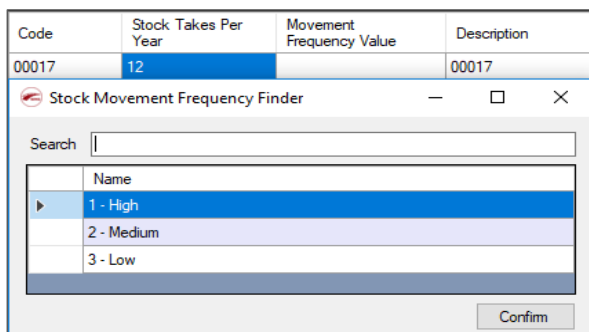 Code Stock Takes Per Year Movement Frequency Value Description
00017 12 00017
Stock Movement Frequency Finder
Search
Name
1 - High
2 - Medium
3 - Low
Confirm